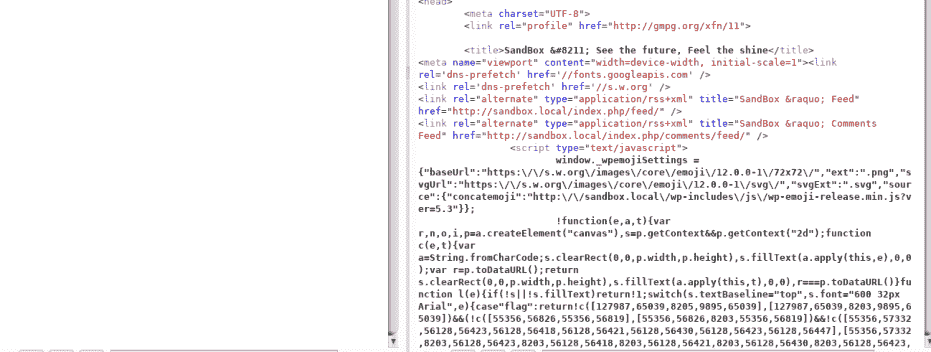 <head>
<meta charset="UTF-8">
<link rel="profile" href="http://gmpg.org/xfn/11">
<title>SandBox &#8211; See the future, Feel the shine</title>
<meta name="viewport" content="width=device-width, initial-scale=1"><link
rel='dns-prefetch' href='//fonts.googleapis.com' />
<link rel='dns-prefetch' href='//s.w.org' />
<link rel="alternate" type="application/rss+xml" title="SandBox &raquo; Feed"
href="http://sandbox.local/index.php/feed/" />
<link rel="alternate" type="application/rss+xml" title="SandBox &raquo; Comments
Feed" href="http://sandbox.local/index.php/comments/feed/" />
<script type="text/javascript">
window._wpemojiSettings =
{"baseUrl":"https:\/\/s.w.org\/images\/core\/emoji\/12.0.0-1\/72x72\/","ext":".png","s
vgUrl":"https:\/\/s.w.org\/images\/core\/emoji\/12.0.0-1\/svg\/","svgExt":".svg","sour
ce":{"concatemoji":"http:\/\/sandbox.local\/wp-includes\/js\/wp-emoji-release.min.js?v
er=5.3"}};
!function(e,a,t){var
r,n,o,i,p=a.createElement("canvas"),s=p.getContext&&p.getContext("2d");function
c(e,t){var
a=String.fromCharCode;s.clearRect(0,0,p.width,p.height),s.fillText(a.apply(this,e),0,0
);var r=p.toDataURL();return
s.clearRect(0,0,p.width,p.height),s.fillText(a.apply(this,t),0,0),r===p.toDataURL()}fu
nction l(e){if(!s||!s.fillText)return!1;switch(s.textBaseline="top",s.font="600 32px
Arial",e){case"flag":return!c([127987,65039,8205,9895,65039],[127987,65039,8203,9895,6
5039])&&(!c([55356,56826,55356,56819],[55356,56826,8203,55356,56819])&&!c([55356,57332
,56128,56423,56128,56418,56128,56421,56128,56430,56128,56423,56128,56447],[55356,57332
,8203,56128,56423,8203,56128,56418,8203,56128,56421,8203,56128,56430,8203,56128,56423,